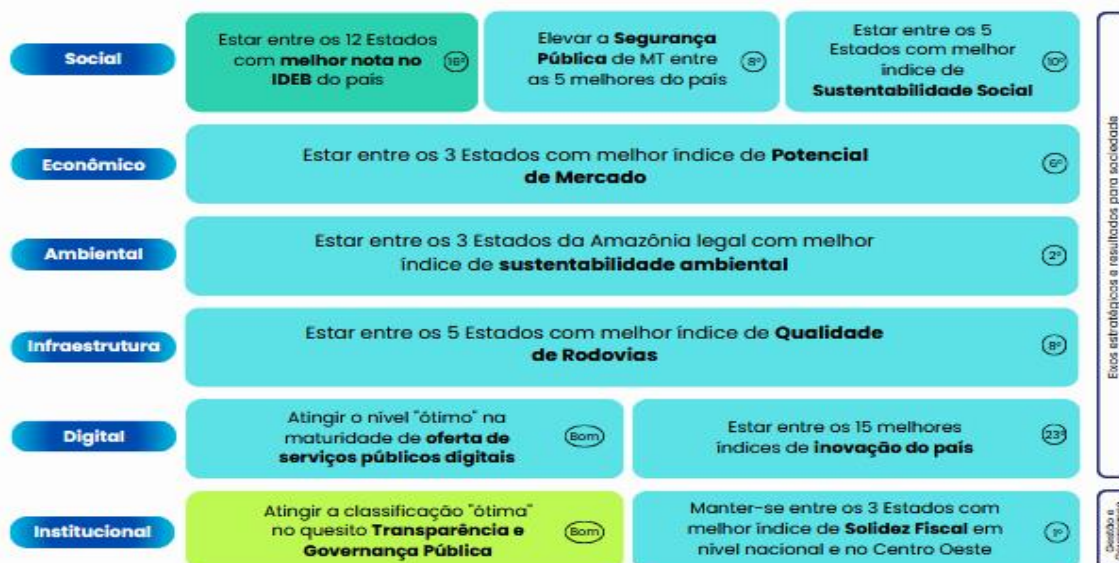 Social
Estar entre os 12 Estados
com melhor nota no
IDEB do país
16º
Elevar a Segurança
Pública de MT entre
as 5 melhores do país
8º
Estar entre os 5
Estados com melhor
índice de
Sustentabilidade Social
10º
Econômico
Estar entre os 3 Estados com melhor índice de Potencial
de Mercado
6º
Ambiental
Estar entre os 3 Estados da Amazônia legal com melhor
índice de sustentabilidade ambiental
2º
Infraestrutura
Estar entre os 5 Estados com melhor índice de Qualidade
de Rodovias
8º
Digital
Atingir o nível "ótimo" na
maturidade de oferta de
serviços públicos digitais
Bom
Estar entre os 15 melhores
índices de inovação do país
23º
Institucional
Atingir a classificação "ótima"
no quesito Transparência e
Governança Pública
Bom
Manter-se entre os 3 Estados com
melhor índice de Solidez Fiscal em
nível nacional e no Centro Oeste
1º
Eixos estratégicos e resultados para sociedade
Gestão e